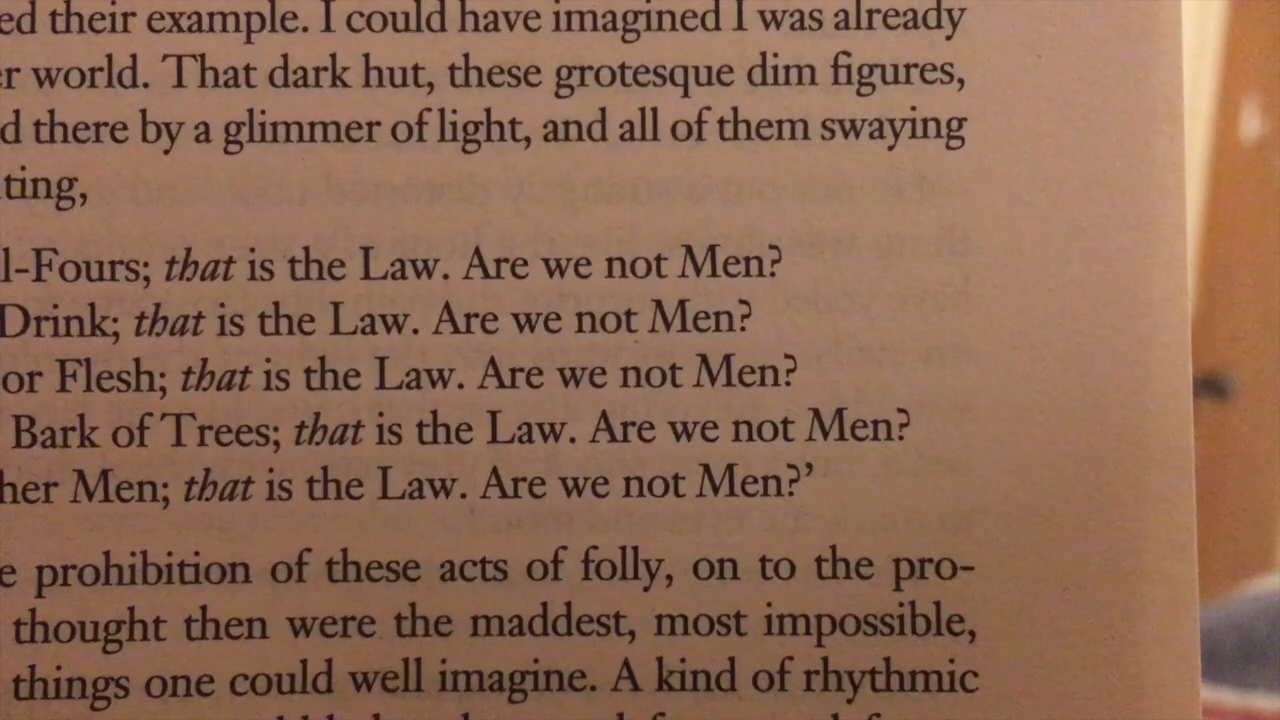 ed their example. I could have imagined I was already
er world. That dark hut, these grotesque dim figures,
d there by a glimmer of light, and all of them swaying
ting,
l-Fours; that is the Law. Are we not Men?
Drink; that is the Law. Are we not Men?
or Flesh; that is the Law. Are we not Men?
Bark of Trees; that is the Law. Are we not Men?
her Men; that is the Law. Are we not Men?’
e prohibition of these acts of folly, on to the pro-
thought then were the maddest, most impossible,
things one could well imagine. A kind of rhythmic